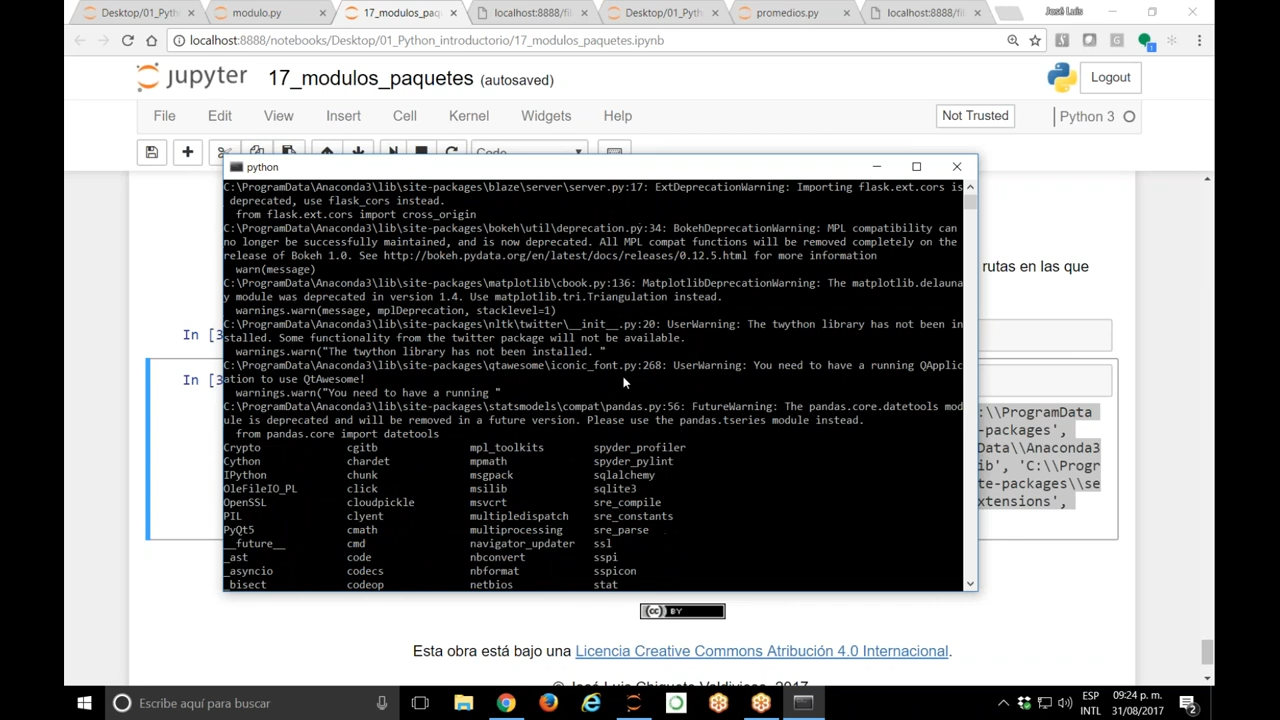 Desktop/01_Pyth
modulo.py
17_modulos_paq
localhost:8888/fi
Desktop/01_Pyth
promedios.py
localhost:8888/fi
José Luis
localhost:8888/notebooks/Desktop/01_Python_introductorio/17_modulos_paquetes.ipynb
jupyter 17_modulos_paquetes (autosaved)
Logout
File Edit View Insert Cell Kernel Widgets Help
Not Trusted
Python 3
Code
python
C:\ProgramData\Anaconda3\lib\site-packages\blaze\server\server.py:17: ExtDeprecationWarning: Importing flask.ext.cors is
deprecated, use flask_cors instead.
from flask.ext.cors import cross_origin
C:\ProgramData\Anaconda3\lib\site-packages\bokeh\util\deprecation.py:34: BokehDeprecationWarning: MPL compatibility can
no longer be successfully maintained, and is now deprecated. All MPL compat functions will be removed completely on the
release of Bokeh 1.0. See http://bokeh.pydata.org/en/latest/docs/releases/0.12.5.html for more information
warn(message)
C:\ProgramData\Anaconda3\lib\site-packages\matplotlib\cbook.py:136: MatplotlibDeprecationWarning: The matplotlib.delauna
y module was deprecated in version 1.4. Use matplotlib.tri.Triangulation instead.
warnings.warn(message, mplDeprecation, stacklevel=1)
C:\ProgramData\Anaconda3\lib\site-packages\nltk\twitter\__init__.py:20: UserWarning: The twython library has not been in
stalled. Some functionality from the twitter package will not be available.
warnings.warn("The twython library has not been installed. "
C:\ProgramData\Anaconda3\lib\site-packages\qtawesome\iconic_font.py:268: UserWarning: You need to have a running QApplic
ation to use QtAwesome!
warnings.warn("You need to have a running "
C:\ProgramData\Anaconda3\lib\site-packages\statsmodels\compat\pandas.py:56: FutureWarning: The pandas.core.datetools mod
ule is deprecated and will be removed in a future version. Please use the pandas.tseries module instead.
from pandas.core import datetools
Crypto cgitb mpl_toolkits spyder_profiler
Cython chardet mpmath spyder_pylint
IPython chunk msgpack sqlalchemy
OleFileIO_PL click msilib sqlite3
OpenSSL cloudpickle msvcrt sre_compile
PIL clyent multipledispatch sre_constants
PyQt5 cmath multiprocessing sre_parse
__future__ cmd navigator_updater ssl
_ast code nbconvert sspi
_asyncio codecs nbformat sspicon
_bisect codeop netbios stat
rutas en las que
In [3
In [3
:\\ProgramData
-packages',
Data\\Anaconda3
ib', 'C:\\Progr
te-packages\\se
xtensions',
cc BY
Esta obra está bajo una Licencia Creative Commons Atribución 4.0 Internacional.
Escribe aquí para buscar
ESP
INTL
09:24 p. m.
31/08/2017
2